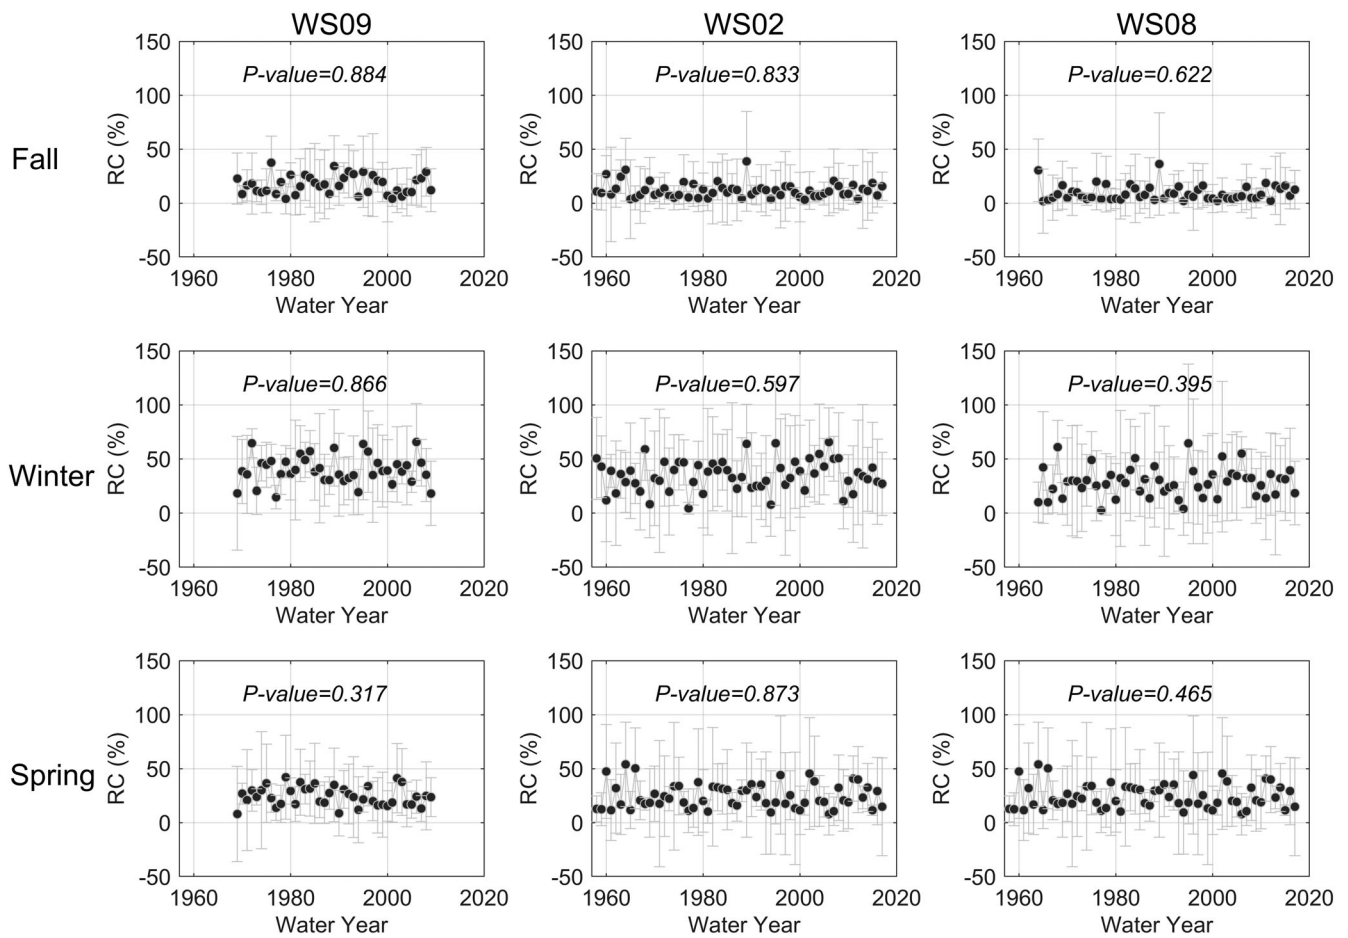 WS09 WS02 WS08
Fall
150 100 50 0 -50
RC (%)
P-value=0.884
1960 1980 2000 2020
Water Year
150 100 50 0 -50
RC (%)
P-value=0.833
1960 1980 2000 2020
Water Year
150 100 50 0 -50
RC (%)
P-value=0.622
1960 1980 2000 2020
Water Year
Winter
150 100 50 0 -50
RC (%)
P-value=0.866
1960 1980 2000 2020
Water Year
150 100 50 0 -50
RC (%)
P-value=0.597
1960 1980 2000 2020
Water Year
150 100 50 0 -50
RC (%)
P-value=0.395
1960 1980 2000 2020
Water Year
Spring
150 100 50 0 -50
RC (%)
P-value=0.317
1960 1980 2000 2020
Water Year
150 100 50 0 -50
RC (%)
P-value=0.873
1960 1980 2000 2020
Water Year
150 100 50 0 -50
RC (%)
P-value=0.465
1960 1980 2000 2020
Water Year